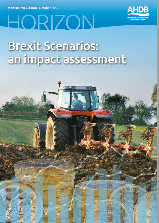 AHDB
HORIZON
Brexit Scenarios:
an impact assessment